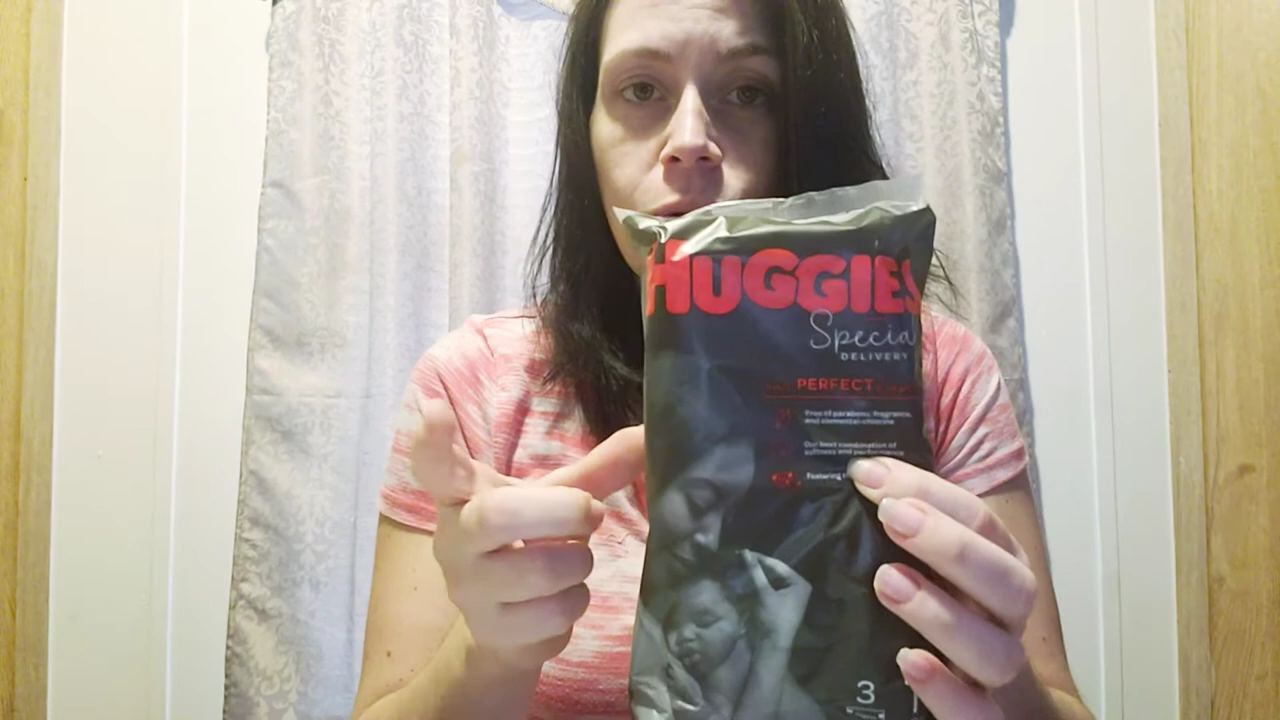 HUGGIES
Special
DELIVERY
PERFECT
Free of parabens, fragrance,
and elemental chlorine
Our best combination of
softness and performance
Featuring
3